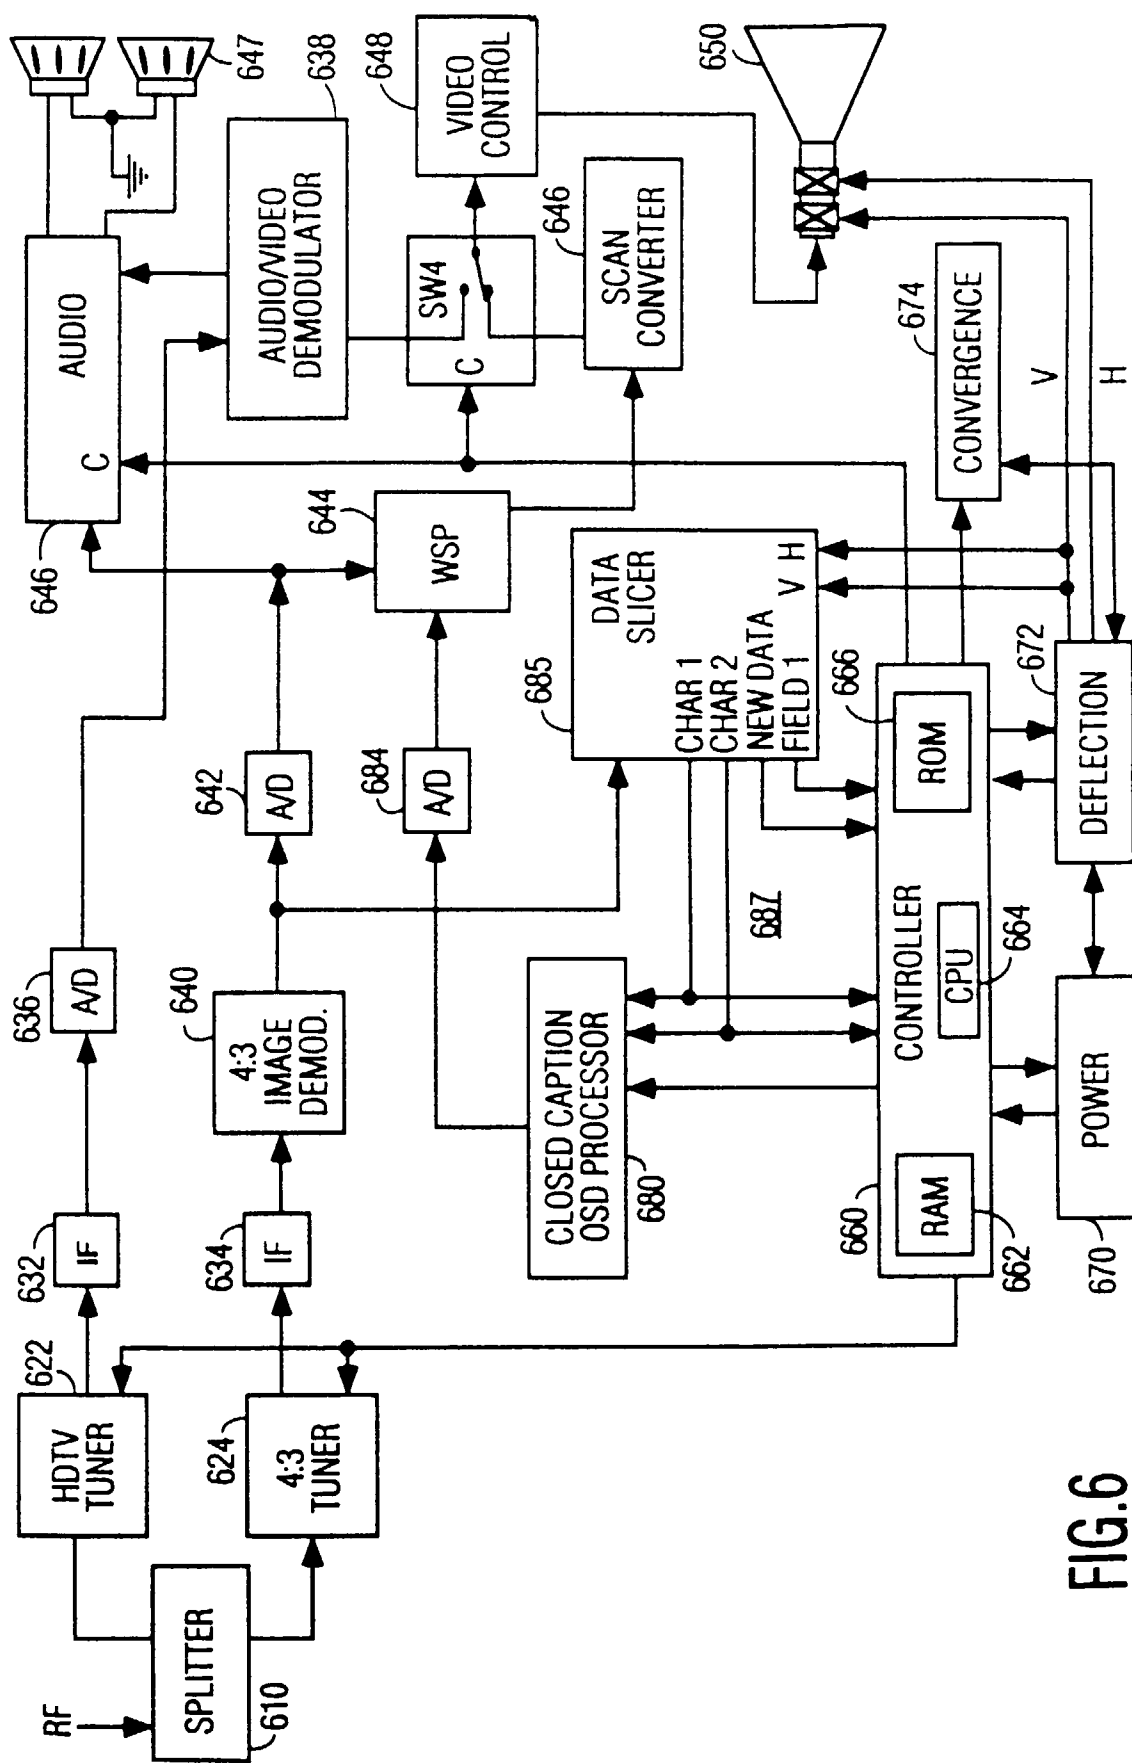 RF
SPLITTER
610
HDTV
TUNER
622
4:3
TUNER
624
IF
632
IF
634
A/D
636
4:3
IMAGE
DEMOD.
640
A/D
642
A/D
684
AUDIO
C
646
647
AUDIO/VIDEO
DEMODULATOR
638
WSP
644
SW4
C
VIDEO
CONTROL
648
SCAN
CONVERTER
646
650
CLOSED CAPTION
OSD PROCESSOR
680
DATA
SLICER
685
CHAR 1
CHAR 2
NEW DATA
FIELD 1
V
H
687
CONTROLLER
660
RAM
662
CPU
664
ROM
666
CONVERGENCE
674
V
H
POWER
670
DEFLECTION
672
FIG.6